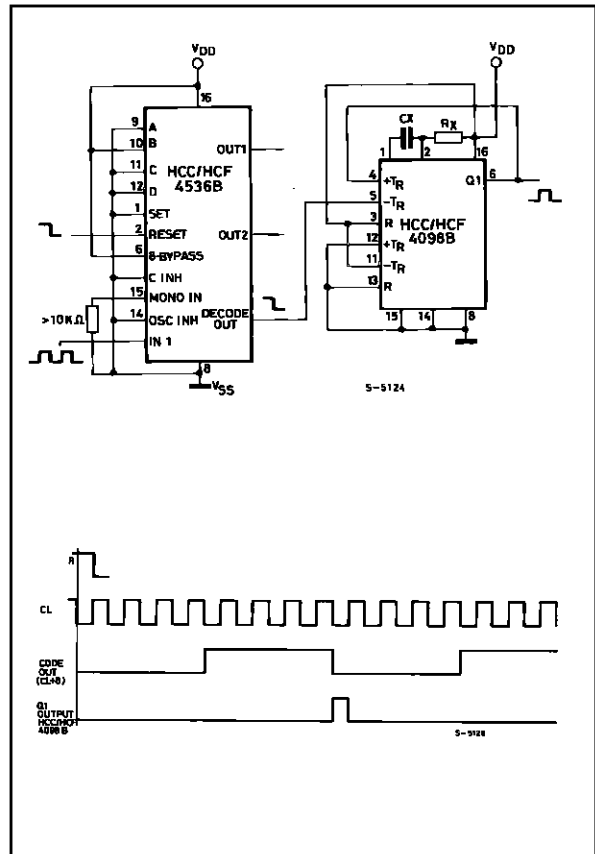 VDD
16
9 A
10 B
11 C
12 D
1 SET
2 RESET
6 8-BYPASS
C INH
15 MONO IN
14 OSC INH
IN 1
HCC/HCF
4536B
OUT1
OUT2
DECODE
OUT
>10KΩ
8
VSS
VDD
CX
RX
1
2
16
4 +TR
5 -TR
3 R
12 +TR
11 -TR
13 R
Q1 6
HCC/HCF
4098B
15
14
8
S-5124
R
CL
CODE
OUT
(CL÷8)
Q1
OUTPUT
HCC/HCF
4098B